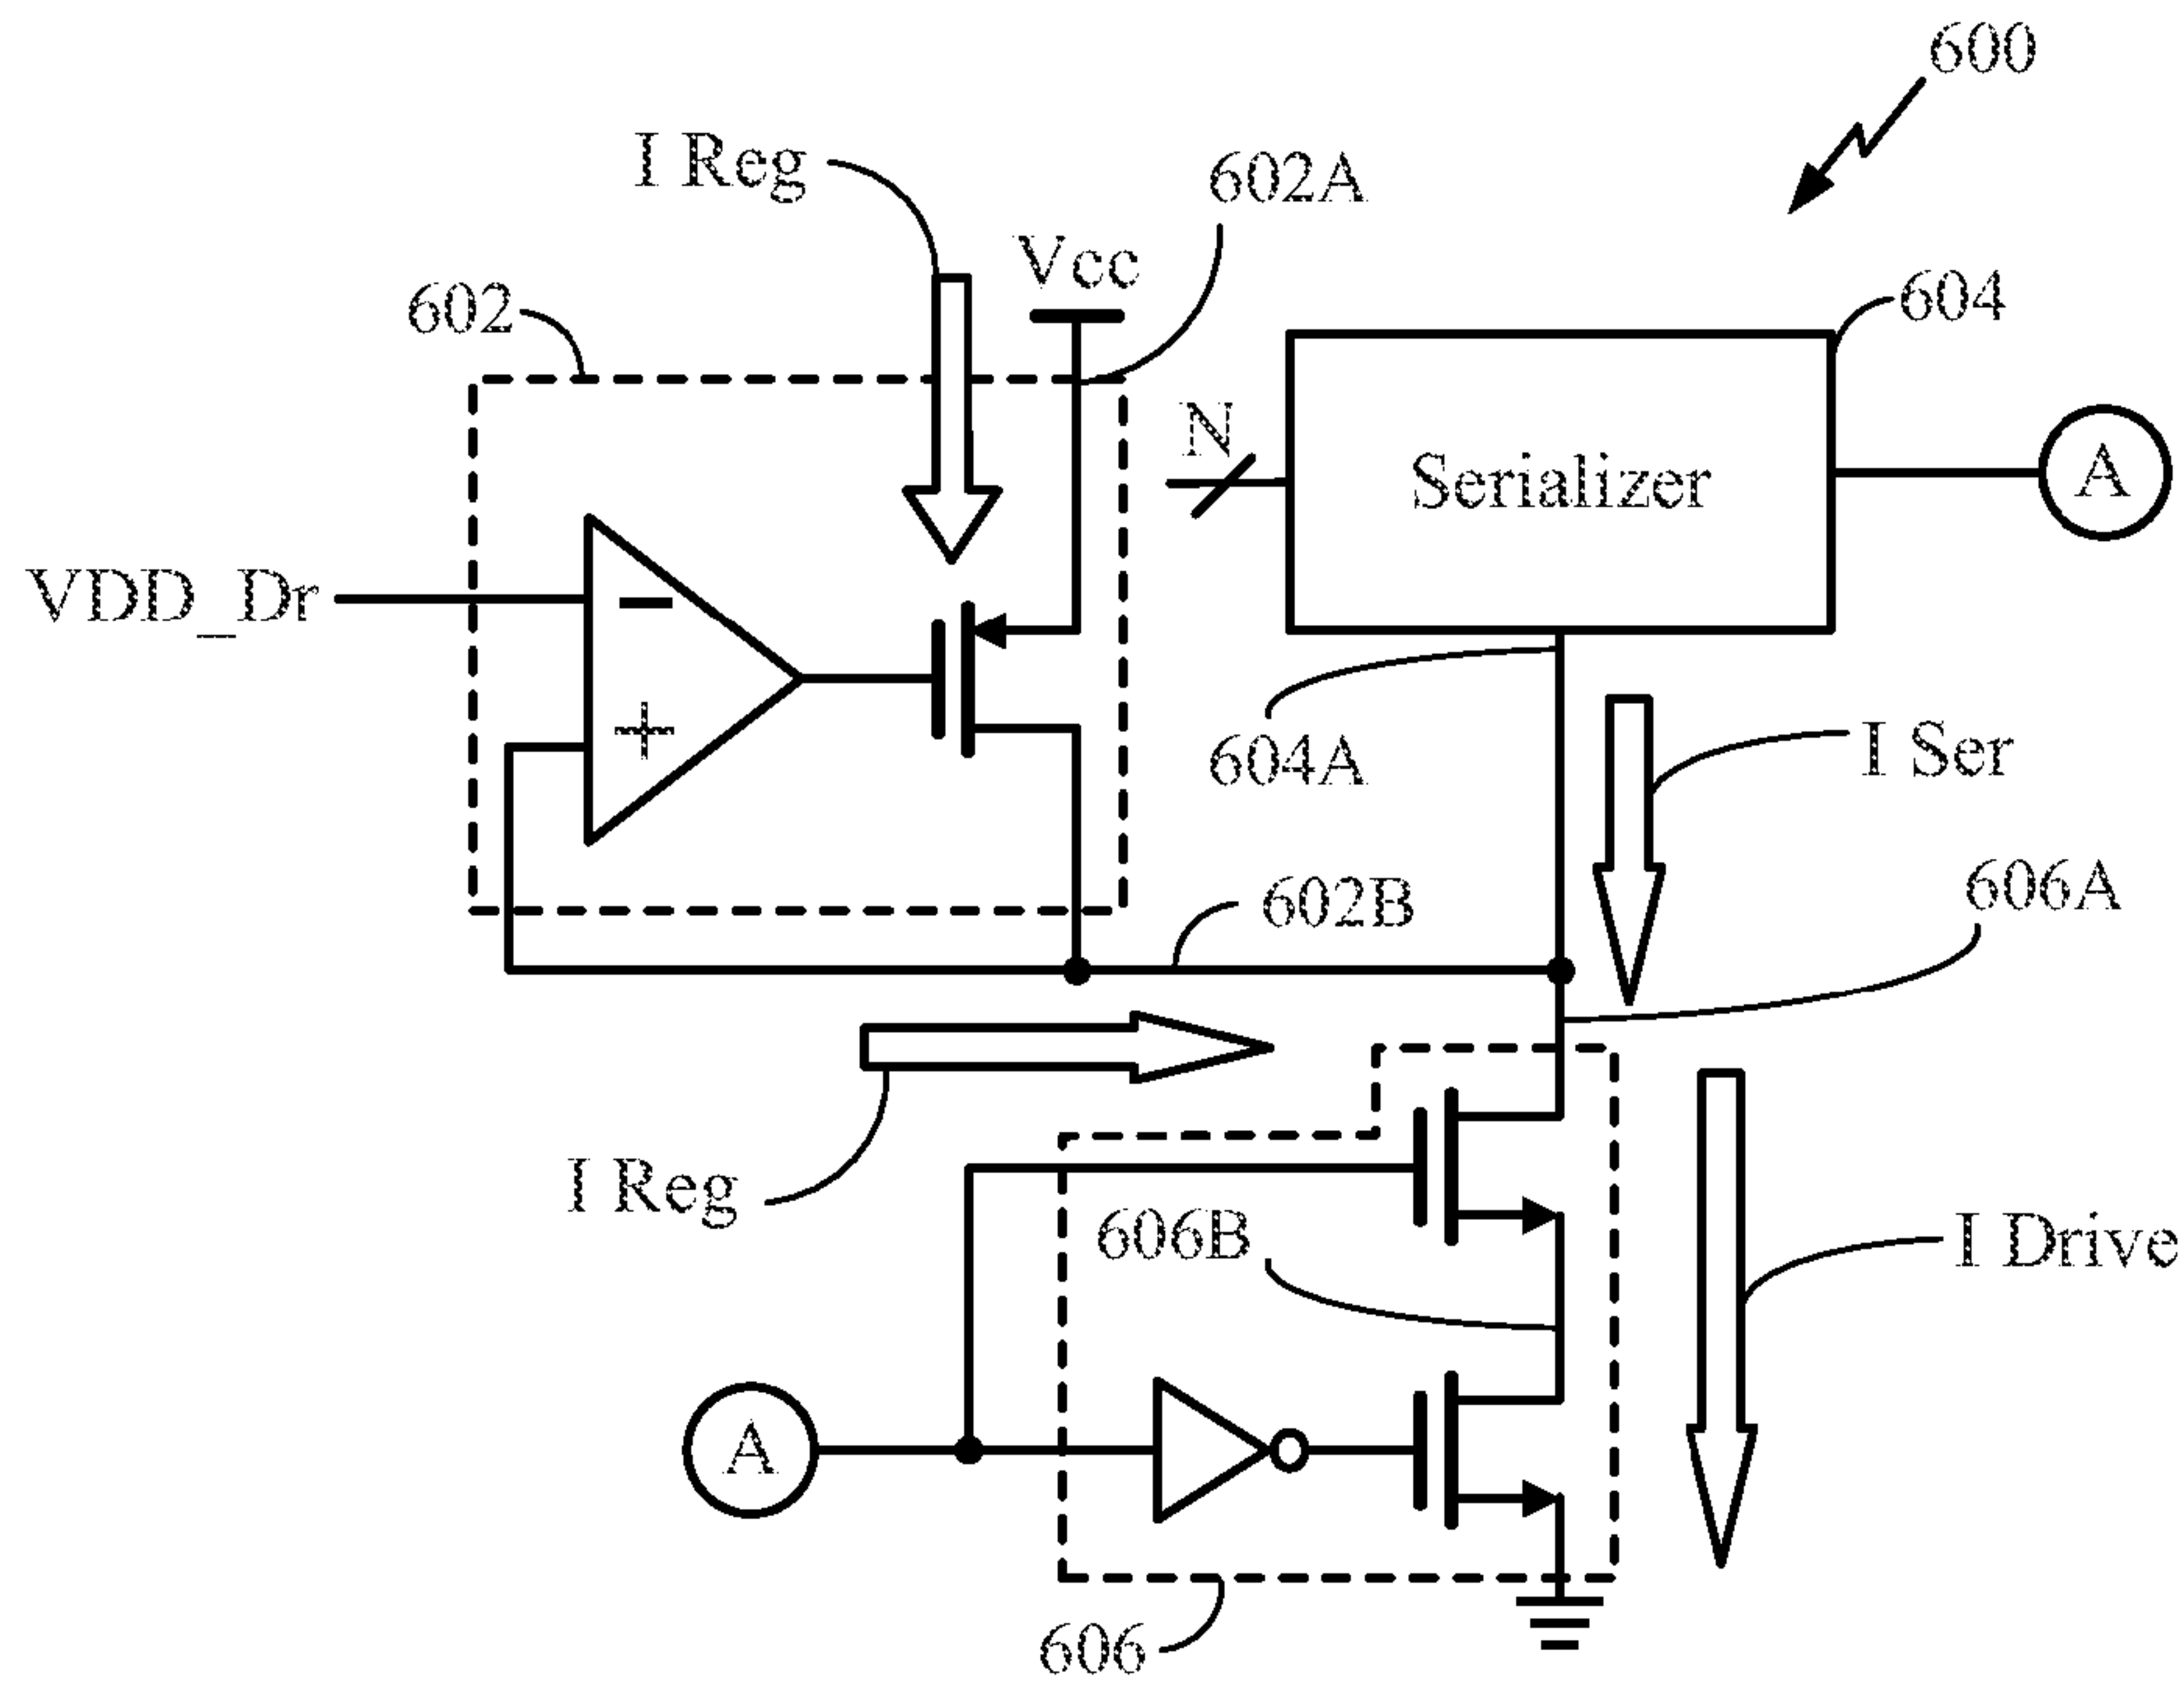 600
I Reg
602A
Vcc
602
604
N
Serializer
A
VDD_Dr
−
+
604A
I Ser
606A
602B
I Reg
606B
I Drive
A
606